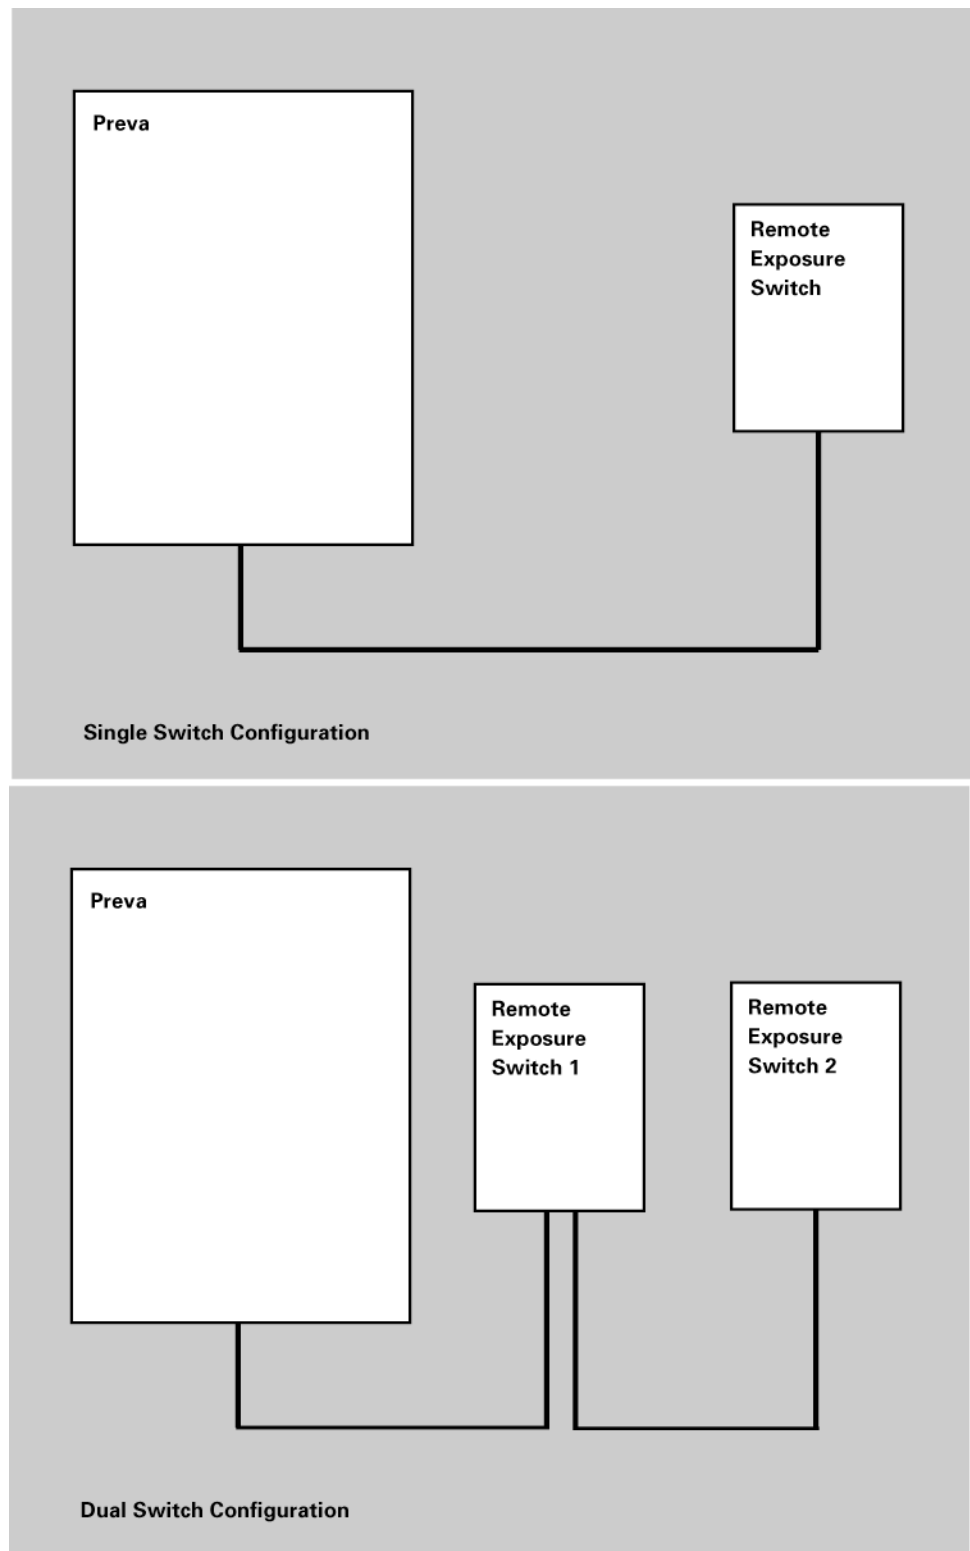 Preva
Remote
Exposure
Switch
Single Switch Configuration
Preva
Remote
Exposure
Switch 1
Remote
Exposure
Switch 2
Dual Switch Configuration